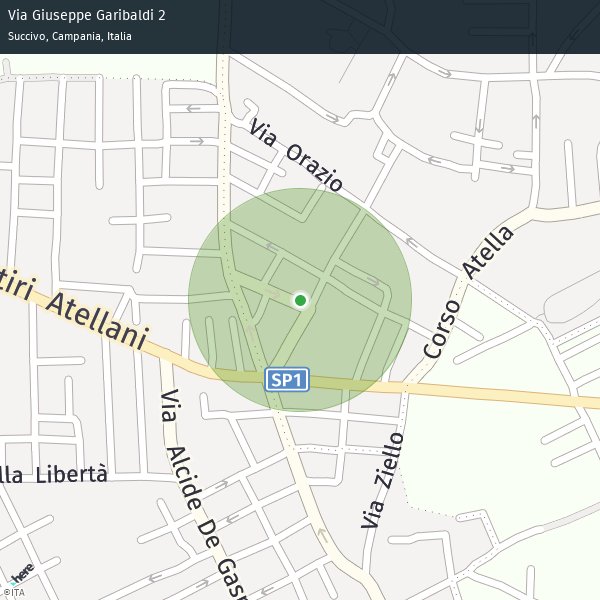 Via Giuseppe Garibaldi 2
Succivo, Campania, Italia
Via Orazio
Corso Atella
tiri Atellani
SP1
Via Alcide De Gasp
Via Ziello
lla Libertà
here
©ITA